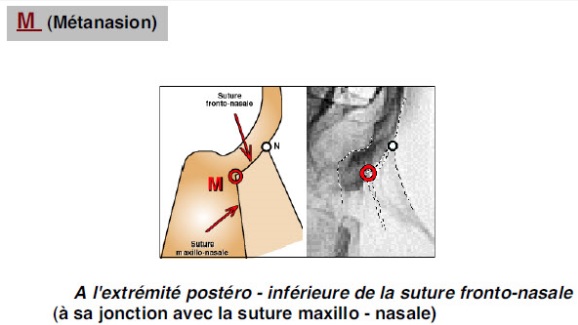 M (Métanasion)
Suture
fronto-nasale
N
M
Suture
maxillo-nasale
A l'extrémité postéro - inférieure de la suture fronto-nasale
(à sa jonction avec la suture maxillo - nasale)